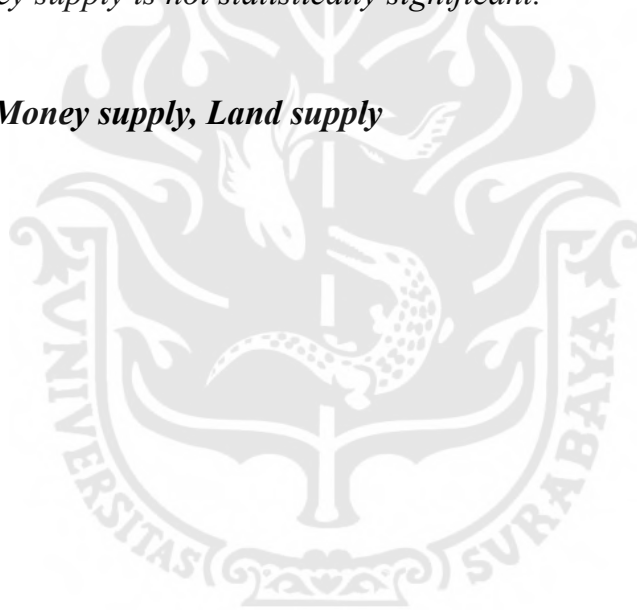 ey supply is not statistically significant.
Money supply, Land supply
UNIVERSITAS SURABAYA